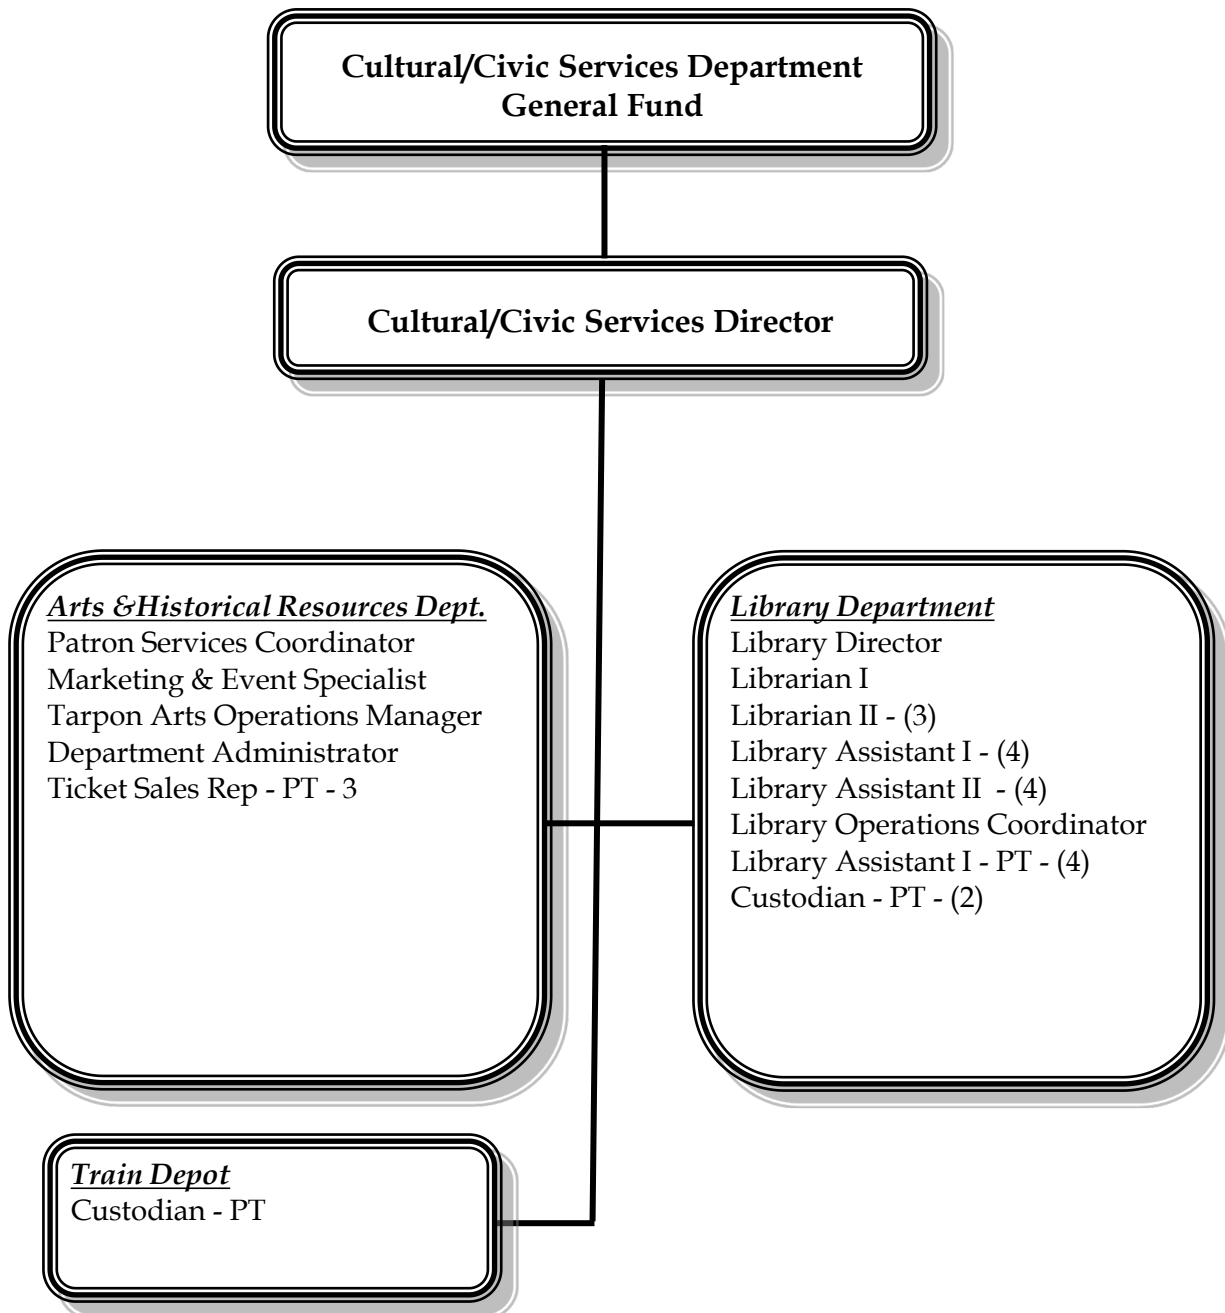 Cultural/Civic Services Department
General Fund
Cultural/Civic Services Director
Arts &Historical Resources Dept.
Patron Services Coordinator
Marketing & Event Specialist
Tarpon Arts Operations Manager
Department Administrator
Ticket Sales Rep - PT - 3
Library Department
Library Director
Librarian I
Librarian II - (3)
Library Assistant I - (4)
Library Assistant II  - (4)
Library Operations Coordinator
Library Assistant I - PT - (4)
Custodian - PT - (2)
Train Depot
Custodian - PT